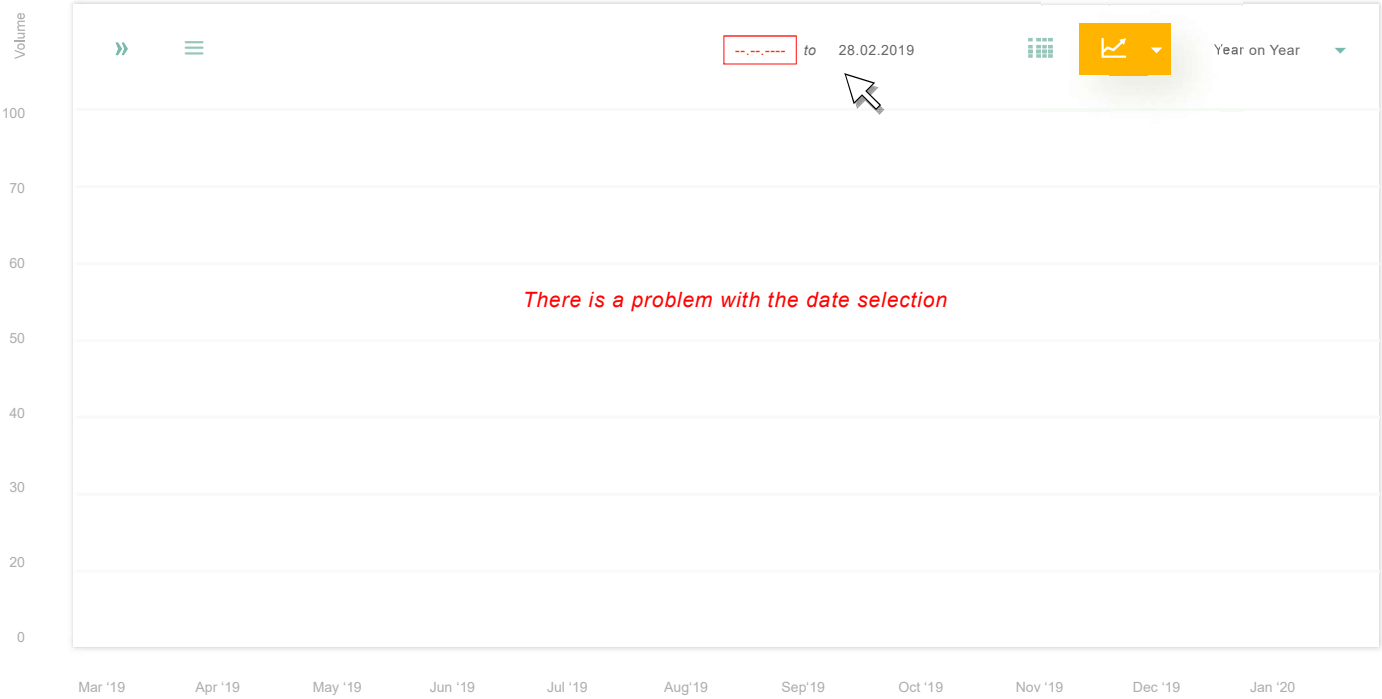 Volume
--.--.---- to 28.02.2019
Year on Year
100
70
60
There is a problem with the date selection
50
40
30
20
0
Mar '19 Apr '19 May '19 Jun '19 Jul '19 Aug'19 Sep'19 Oct '19 Nov '19 Dec '19 Jan '20